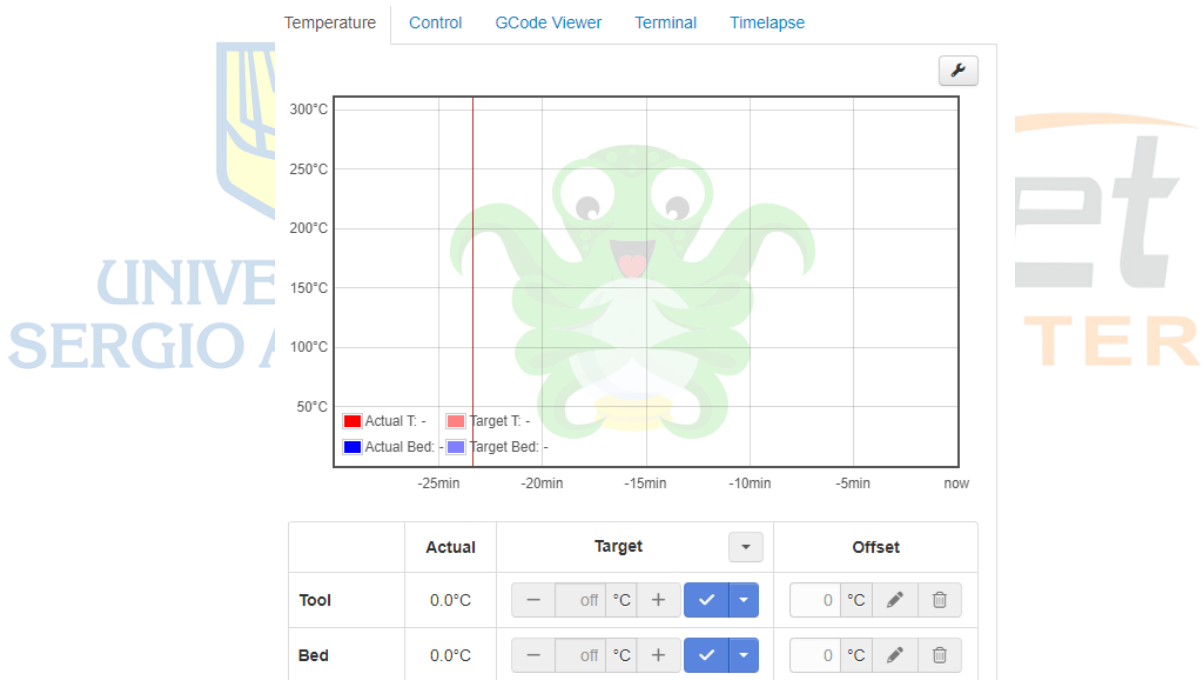 Temperature Control GCode Viewer Terminal Timelapse
300°C
250°C
200°C
150°C
100°C
50°C
Actual T: - Target T: -
Actual Bed: - Target Bed: -
-25min -20min -15min -10min -5min now
Actual Target Offset
Tool 0.0°C − off °C + 0 °C
Bed 0.0°C − off °C + 0 °C
SERGIO